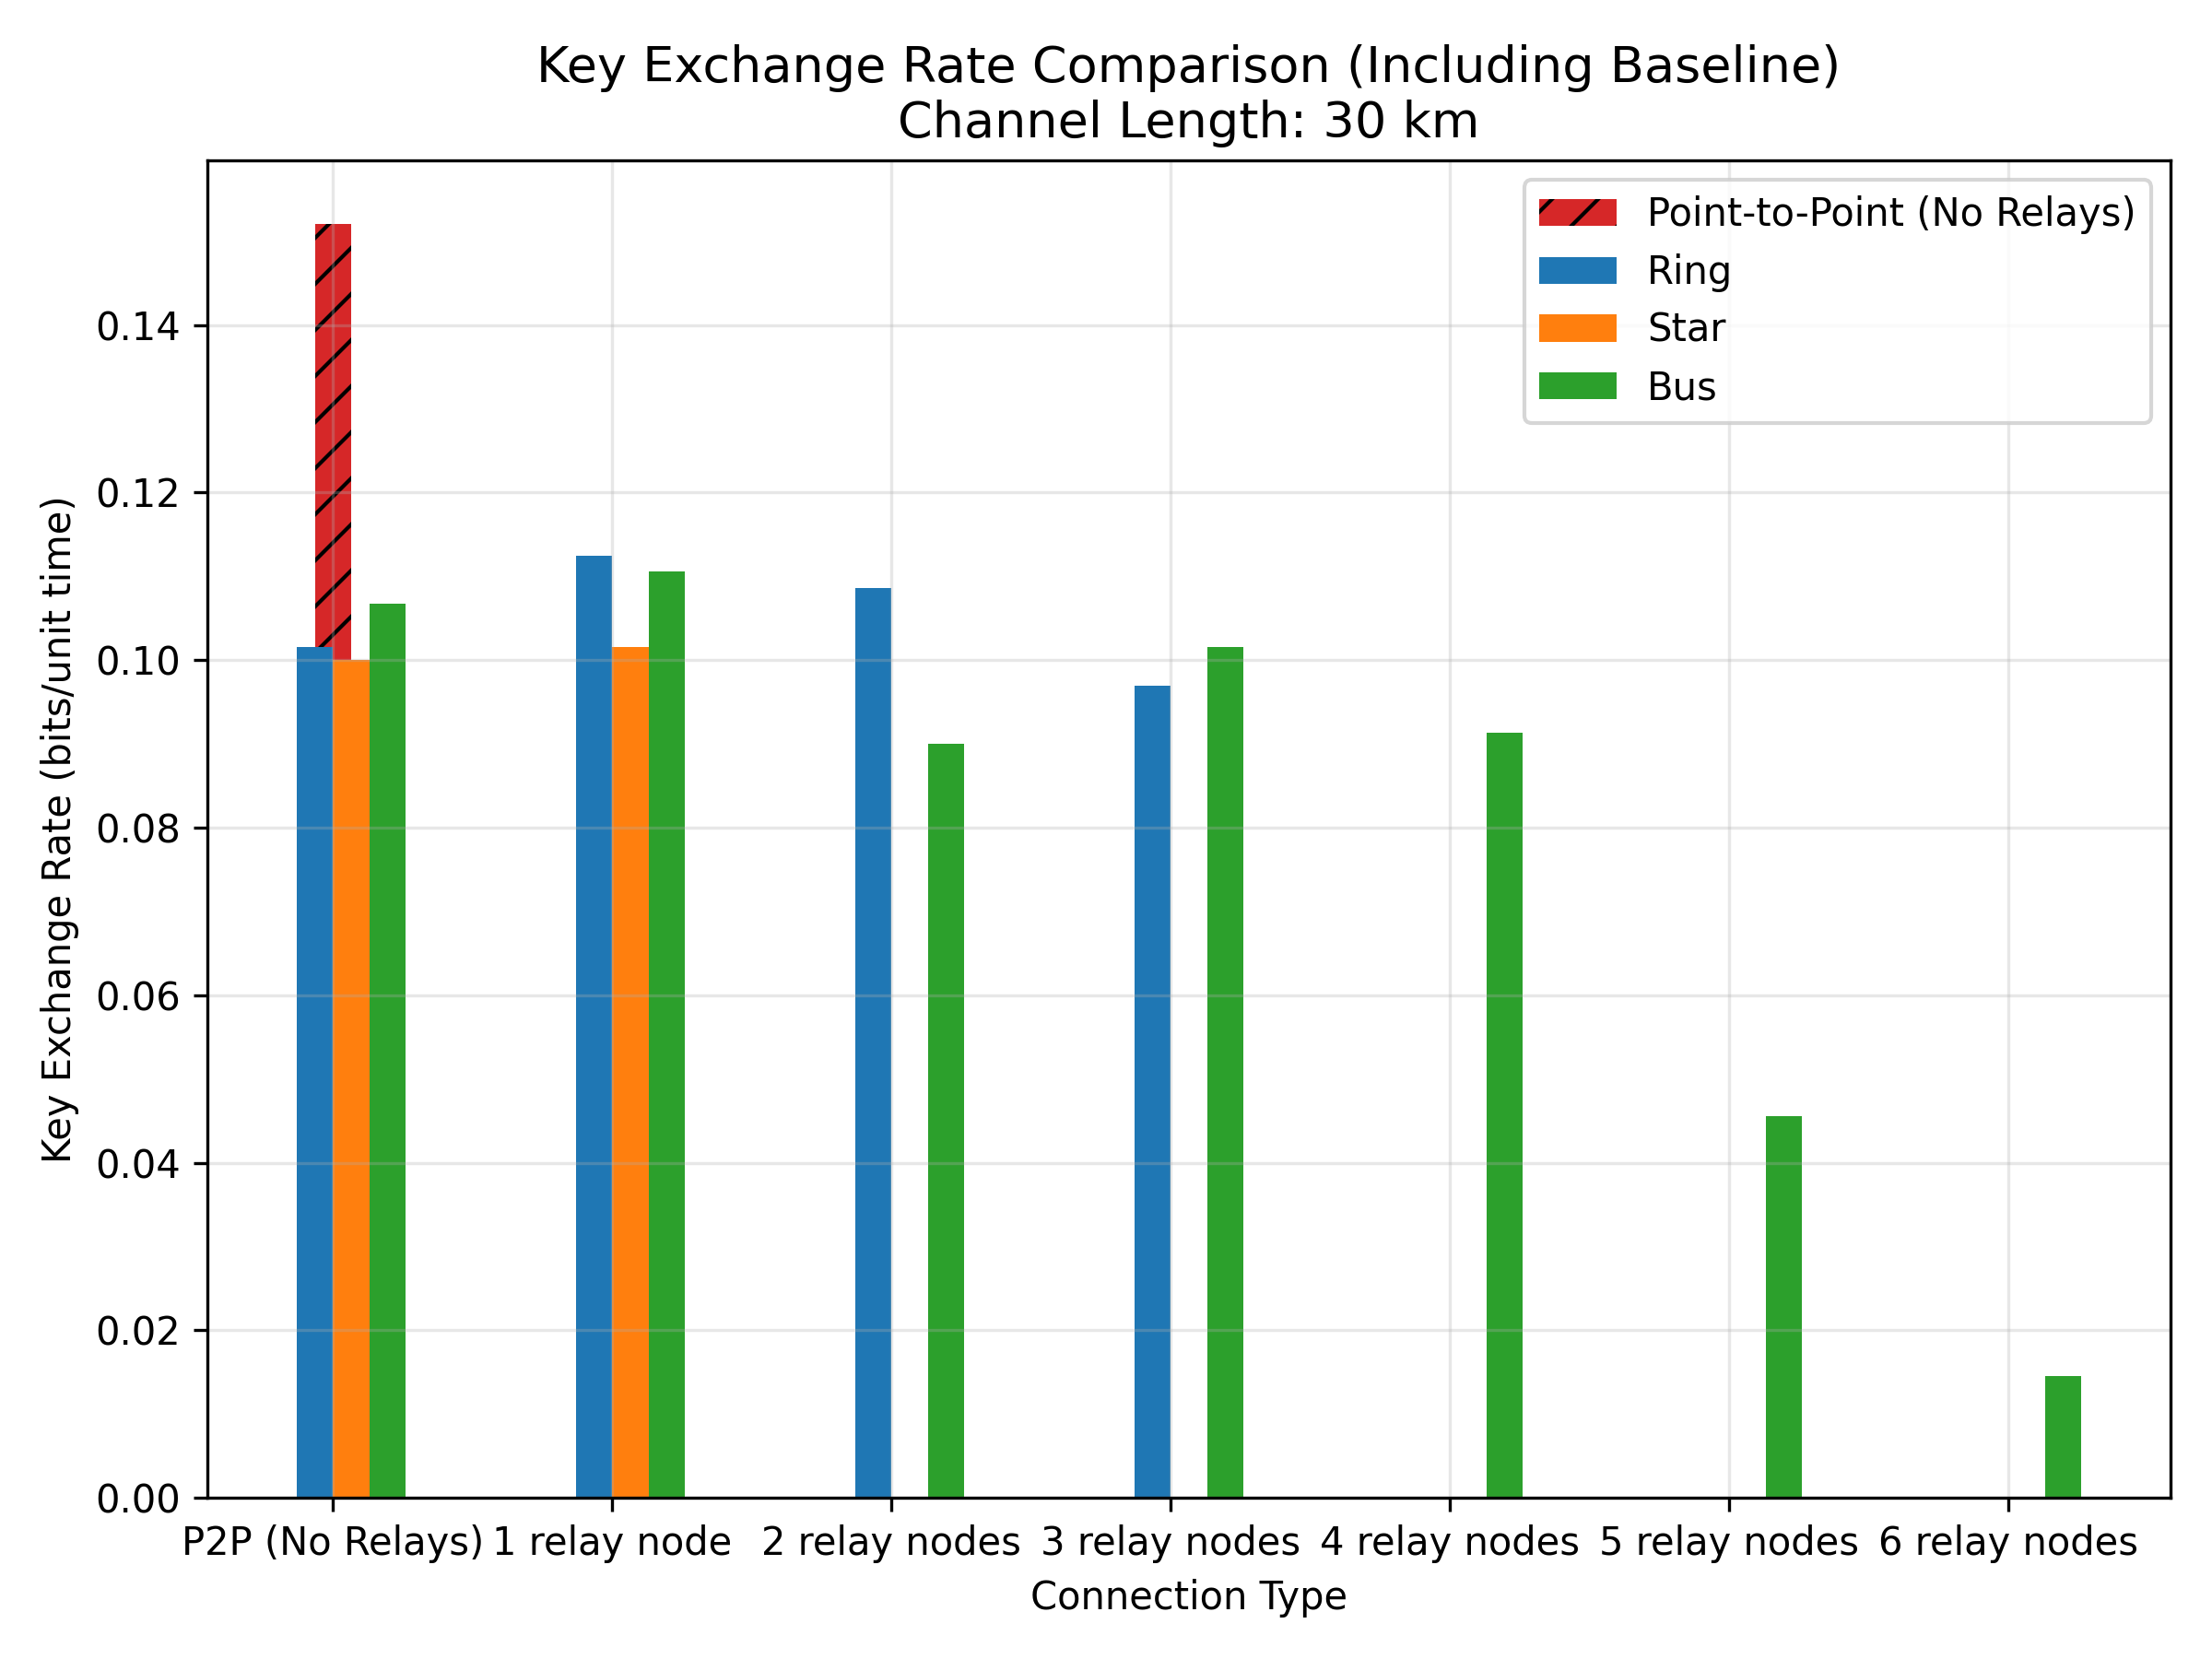 Key Exchange Rate Comparison (Including Baseline)
Channel Length: 30 km
Point-to-Point (No Relays)
Ring
Star
Bus
Key Exchange Rate (bits/unit time)
0.14
0.12
0.10
0.08
0.06
0.04
0.02
0.00
P2P (No Relays) 1 relay node 2 relay nodes 3 relay nodes 4 relay nodes 5 relay nodes 6 relay nodes
Connection Type